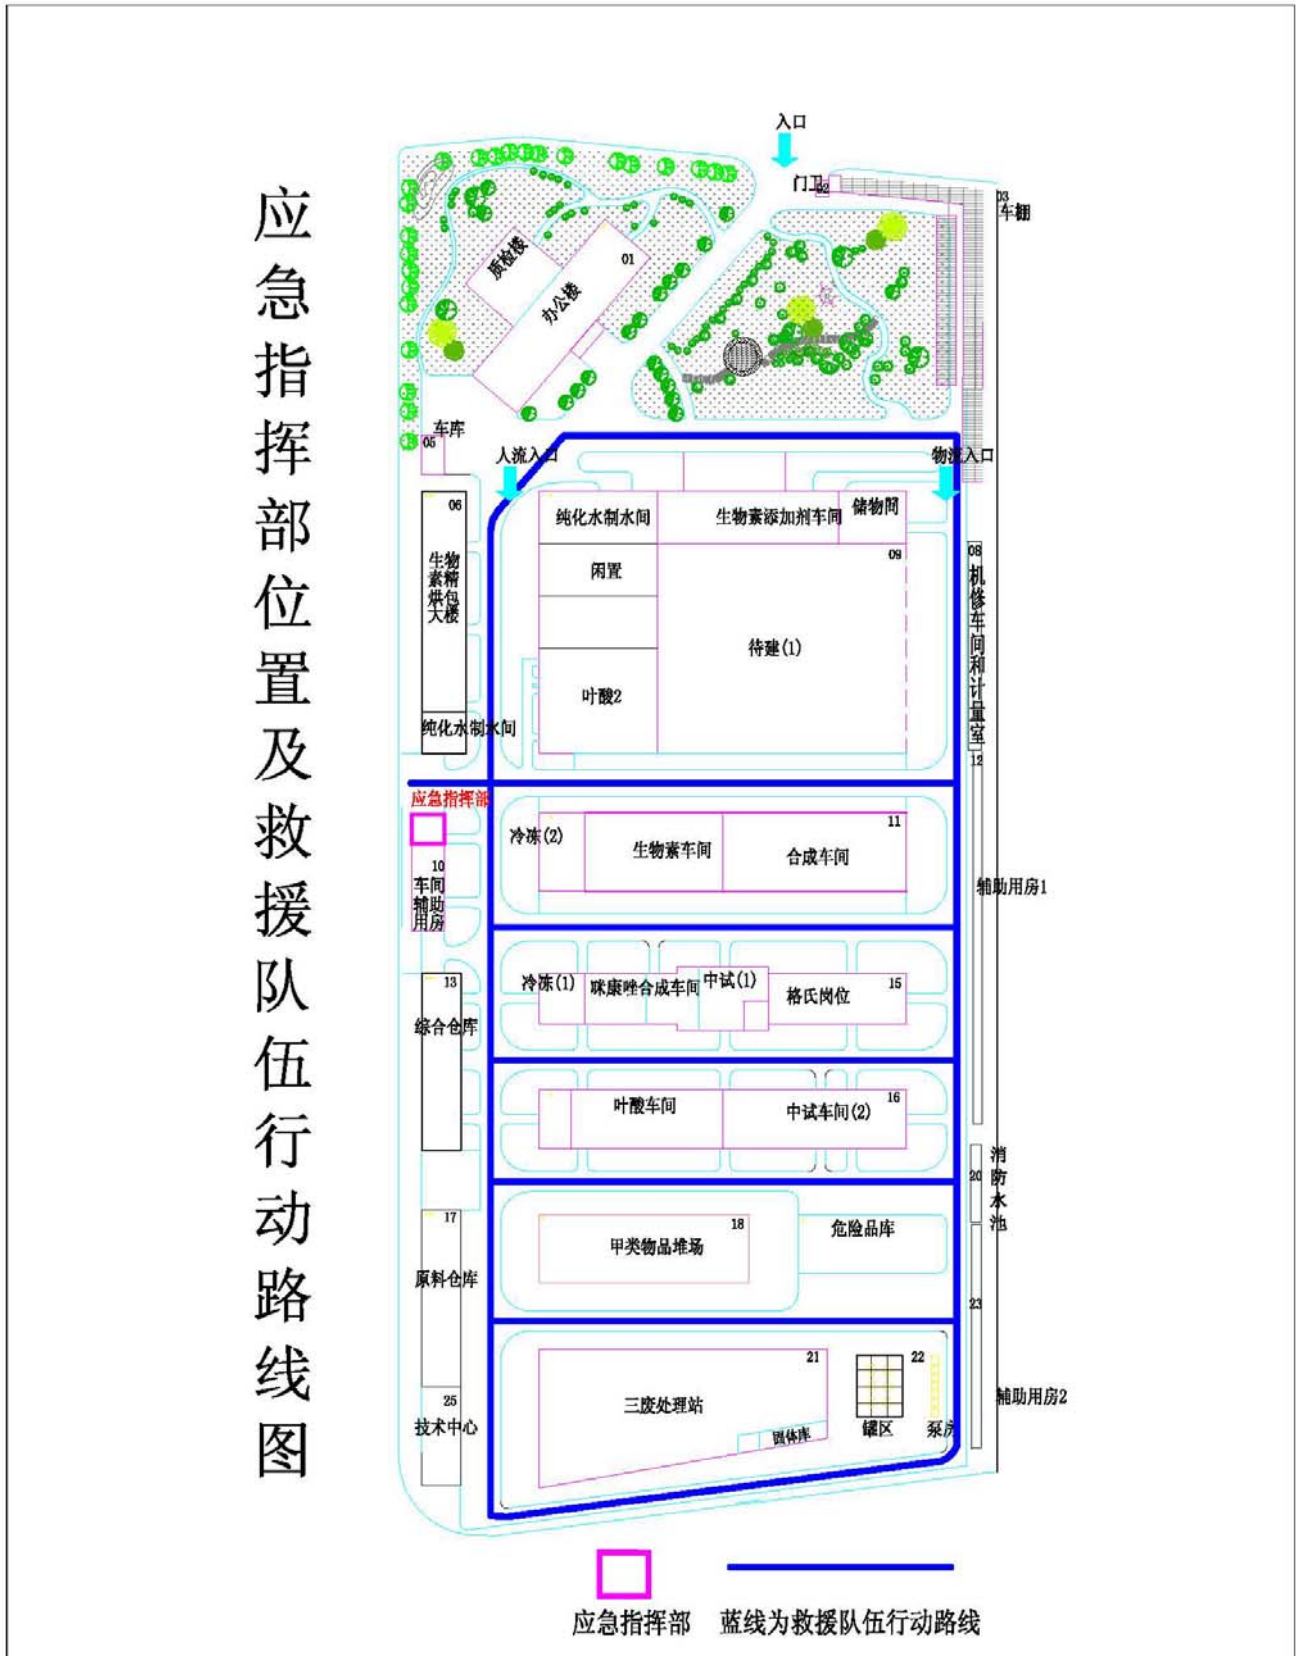 应急指挥部位置及救援队伍行动路线图
入口
门卫
02
03
车棚
质检楼
01
办公楼
车库
05
人流入口
物流入口
06
纯化水制水间
生物素添加剂车间
储物间
09
08
闲置
生物素精烘包大楼
机修车间和计量室
待建(1)
叶酸2
纯化水制水间
12
应急指挥部
冷冻(2)
生物素车间
合成车间
11
10
车间辅助用房
辅助用房1
13
冷冻(1)
咪康唑合成车间
中试(1)
格氏岗位
15
综合仓库
叶酸车间
中试车间(2)
16
消防水池
20
17
18
甲类物品堆场
危险品库
原料仓库
23
21
22
25
三废处理站
辅助用房2
技术中心
固体库
罐区
泵房
应急指挥部
蓝线为救援队伍行动路线